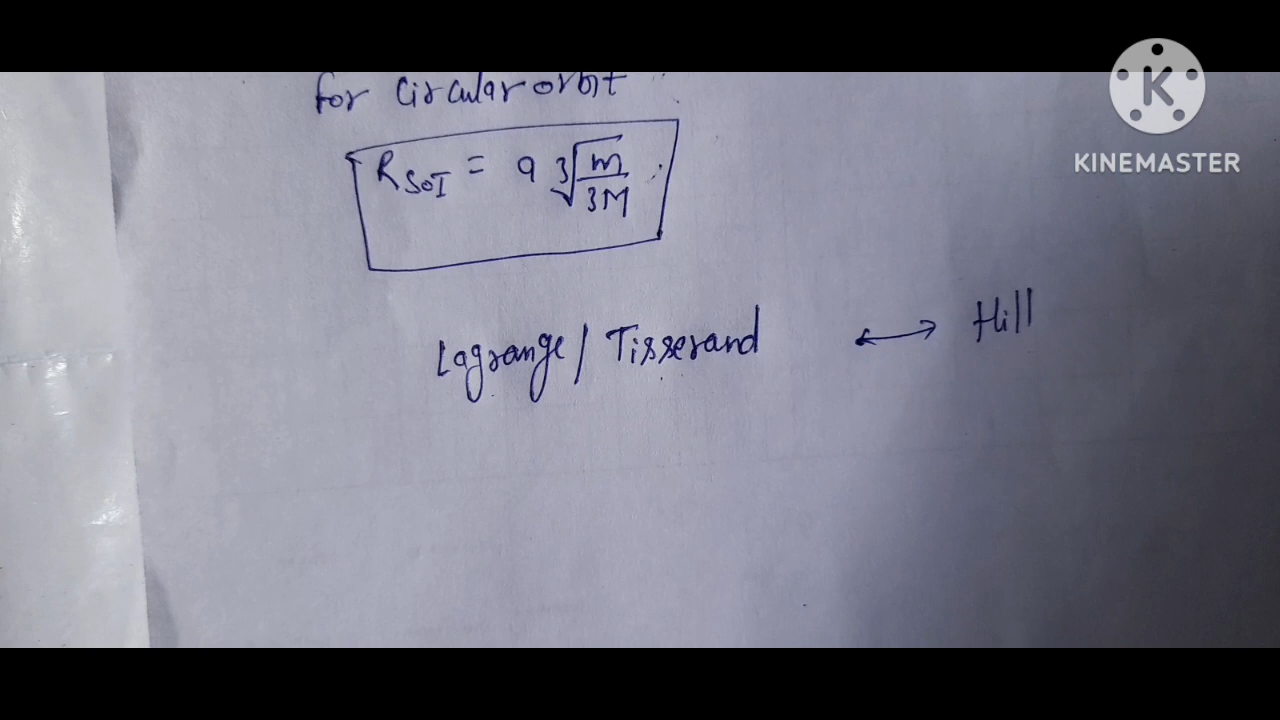 for circular orbit
R_SOI = a ∛(m/3M)
Lagrange / Tisserand ↔ Hill
KINEMASTER